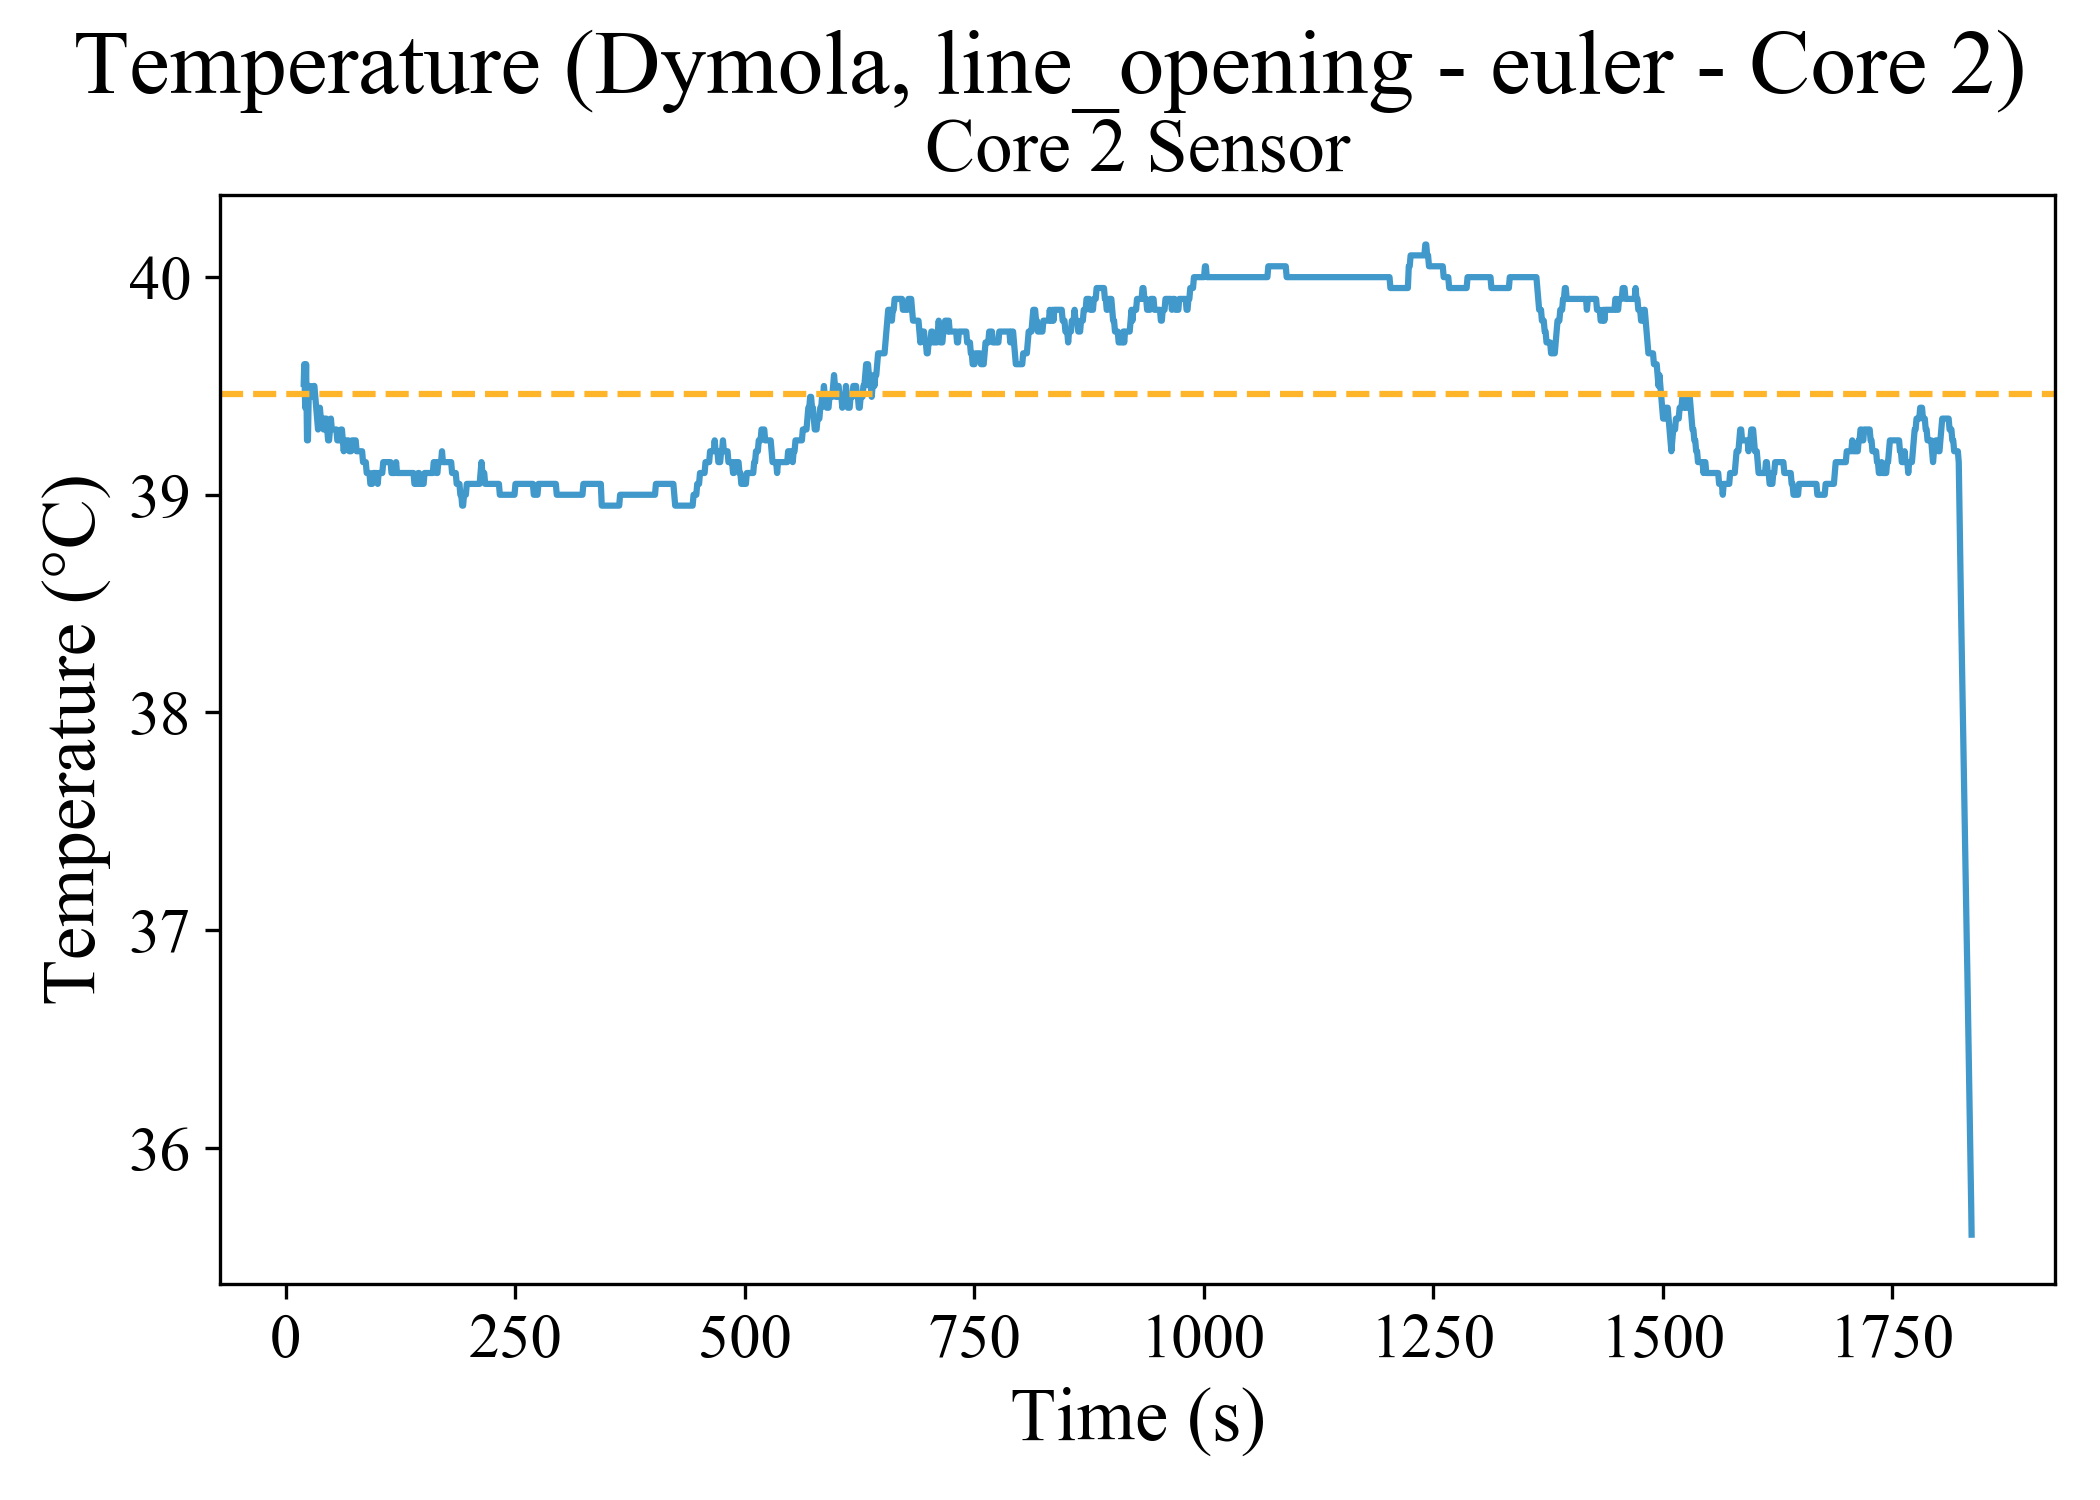 Temperature (Dymola, line_opening - euler - Core 2)
Core 2 Sensor
Temperature (°C)
40
39
38
37
36
0 250 500 750 1000 1250 1500 1750
Time (s)